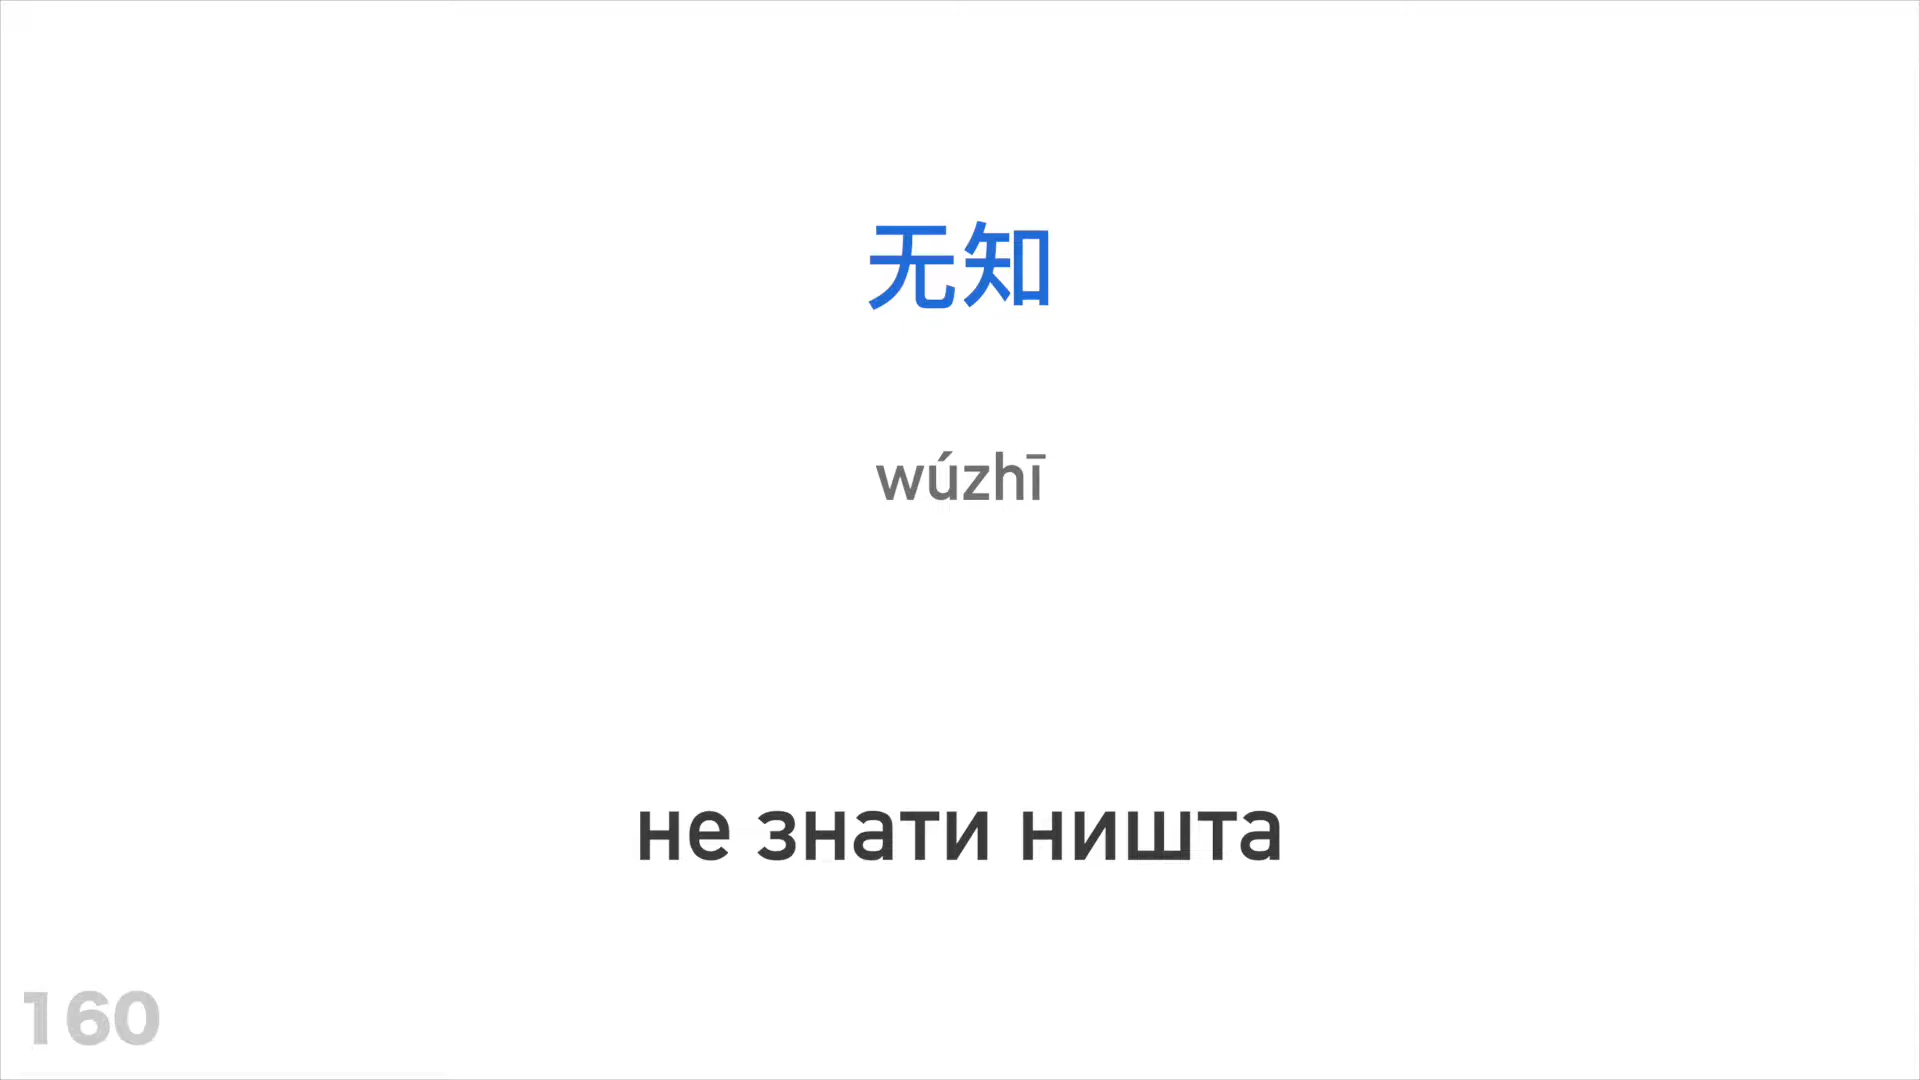 无知
wúzhī
не знати ништа
160